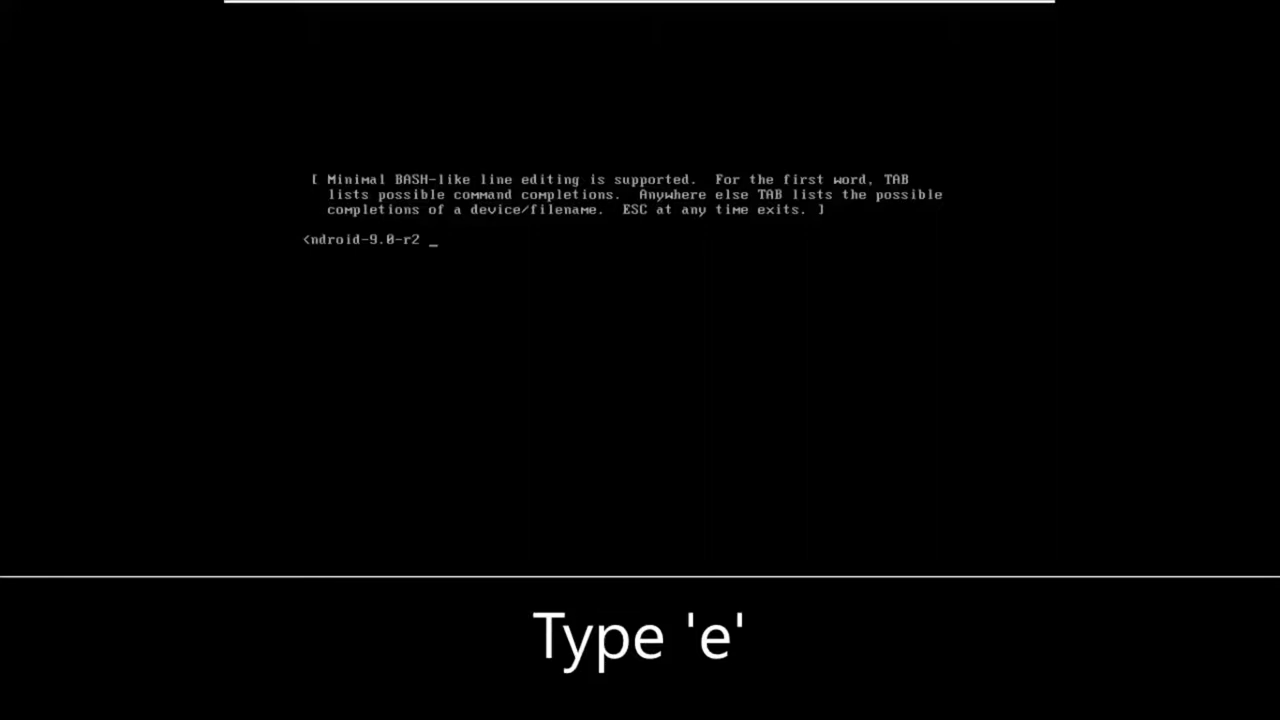 [ Minimal BASH-like line editing is supported.  For the first word, TAB
lists possible command completions.  Anywhere else TAB lists the possible
completions of a device/filename.  ESC at any time exits. ]
<ndroid-9.0-r2 _
Type 'e'